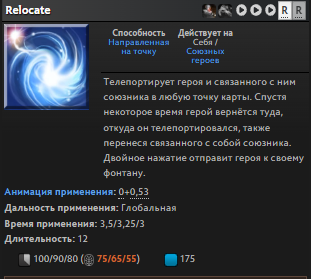 Relocate
R R
Способность
Направленная
на точку
Действует на
Себя /
Союзных
героев
Телепортирует героя и связанного с ним
союзника в любую точку карты. Спустя
некоторое время герой вернётся туда,
откуда он телепортировался, также
перенеся связанного с собой союзника.
Двойное нажатие отправит героя к своему
фонтану.
Анимация применения: 0+0,53
Дальность применения: Глобальная
Время применения: 3,5/3,25/3
Длительность: 12
100/90/80 (75/65/55) 175